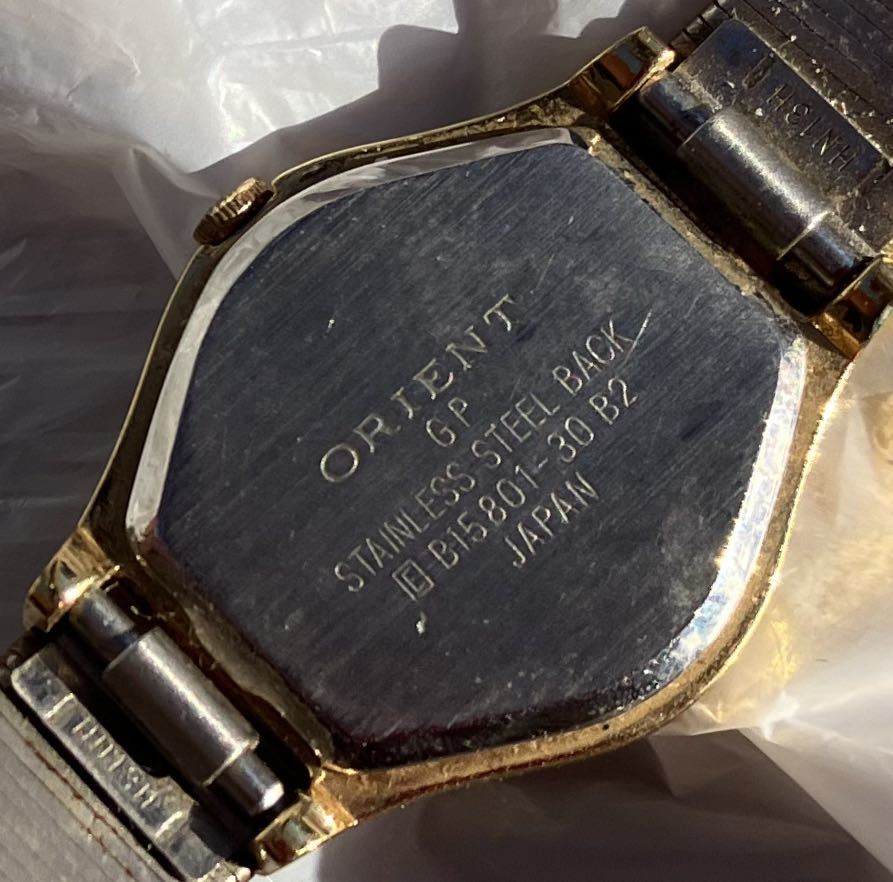 ORIENT
GP
STAINLESS STEEL BACK
B15801-30 B2
JAPAN